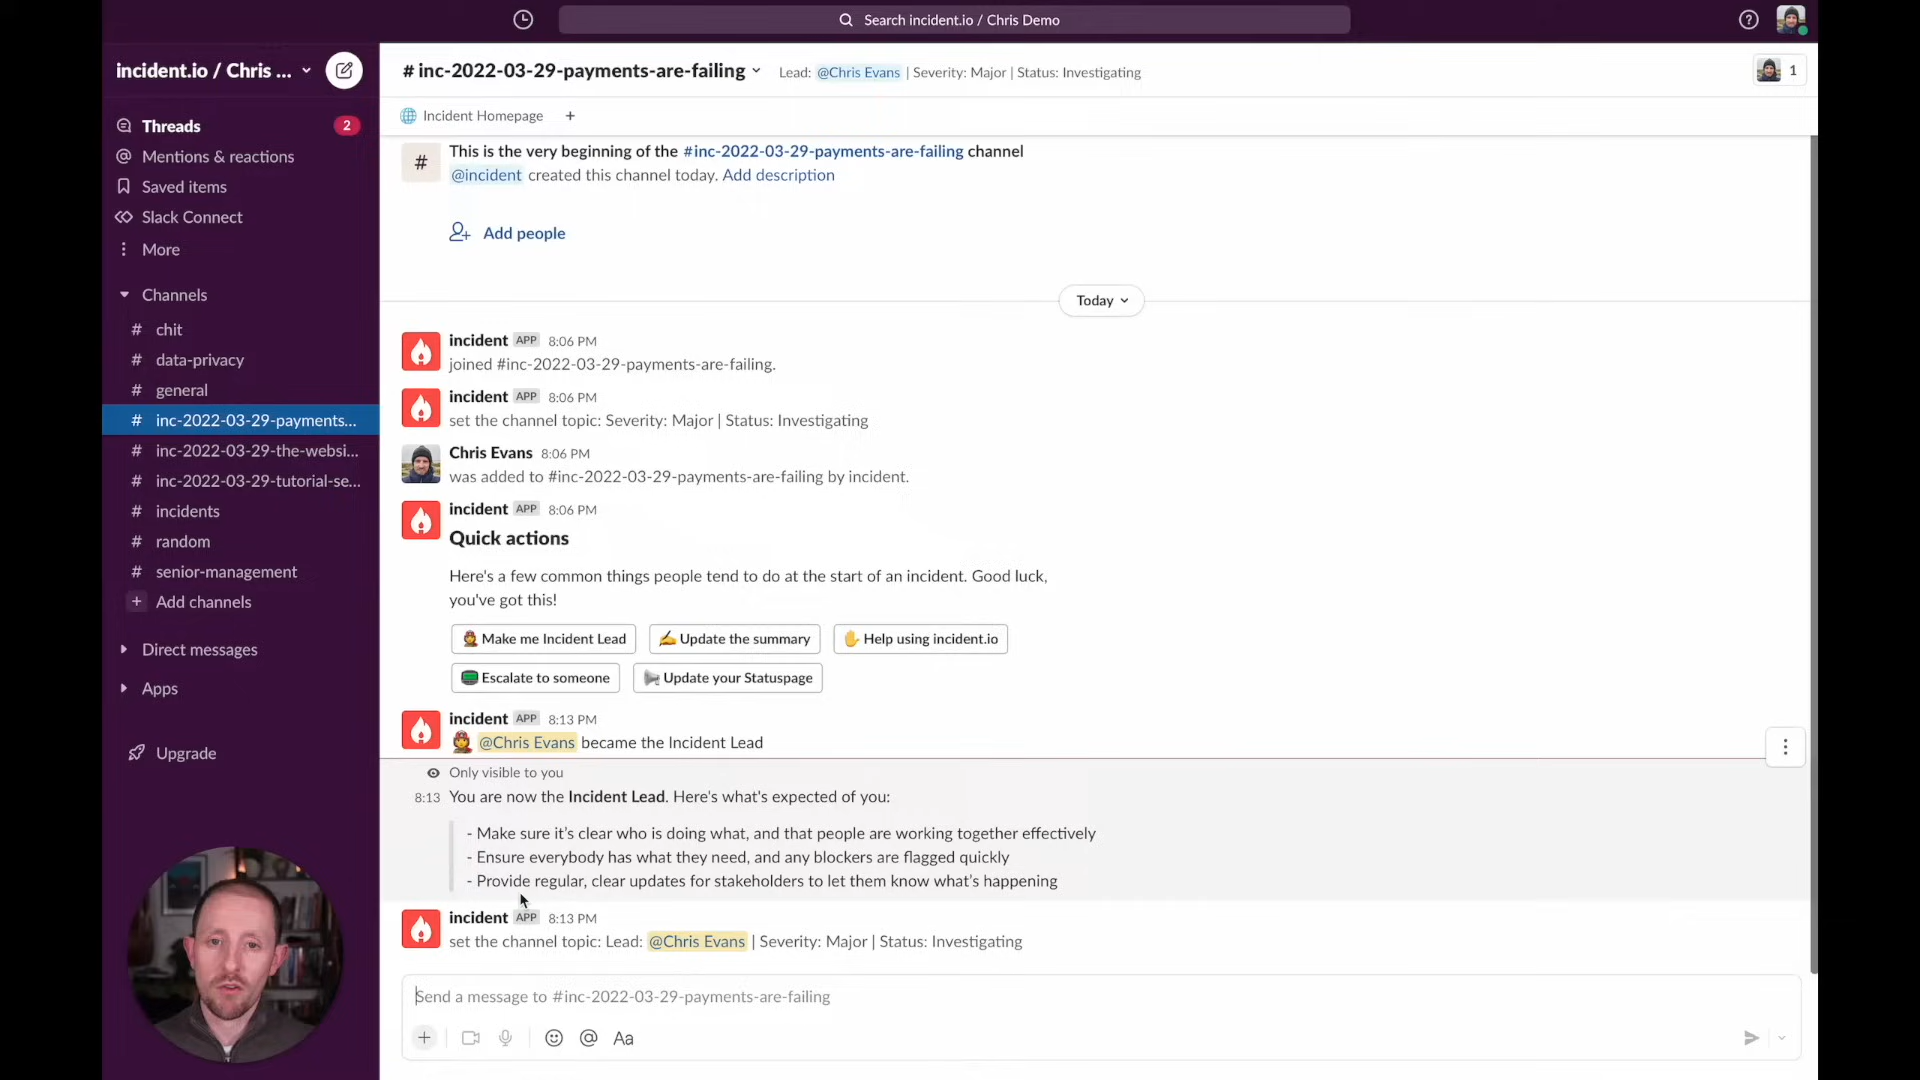 Search incident.io / Chris Demo
incident.io / Chris ...
Threads 2
Mentions & reactions
Saved items
Slack Connect
More
Channels
# chit
# data-privacy
# general
# inc-2022-03-29-payments...
# inc-2022-03-29-the-websi...
# inc-2022-03-29-tutorial-se...
# incidents
# random
# senior-management
+ Add channels
Direct messages
Apps
Upgrade
# inc-2022-03-29-payments-are-failing Lead: @Chris Evans | Severity: Major | Status: Investigating 1
Incident Homepage +
# This is the very beginning of the #inc-2022-03-29-payments-are-failing channel
@incident created this channel today. Add description
Add people
Today
incident APP 8:06 PM
joined #inc-2022-03-29-payments-are-failing.
incident APP 8:06 PM
set the channel topic: Severity: Major | Status: Investigating
Chris Evans 8:06 PM
was added to #inc-2022-03-29-payments-are-failing by incident.
incident APP 8:06 PM
Quick actions
Here's a few common things people tend to do at the start of an incident. Good luck,
you've got this!
Make me Incident Lead Update the summary Help using incident.io
Escalate to someone Update your Statuspage
incident APP 8:13 PM
@Chris Evans became the Incident Lead
Only visible to you
8:13 You are now the Incident Lead. Here's what's expected of you:
- Make sure it's clear who is doing what, and that people are working together effectively
- Ensure everybody has what they need, and any blockers are flagged quickly
- Provide regular, clear updates for stakeholders to let them know what's happening
incident APP 8:13 PM
set the channel topic: Lead: @Chris Evans | Severity: Major | Status: Investigating
Send a message to #inc-2022-03-29-payments-are-failing
+ @ Aa